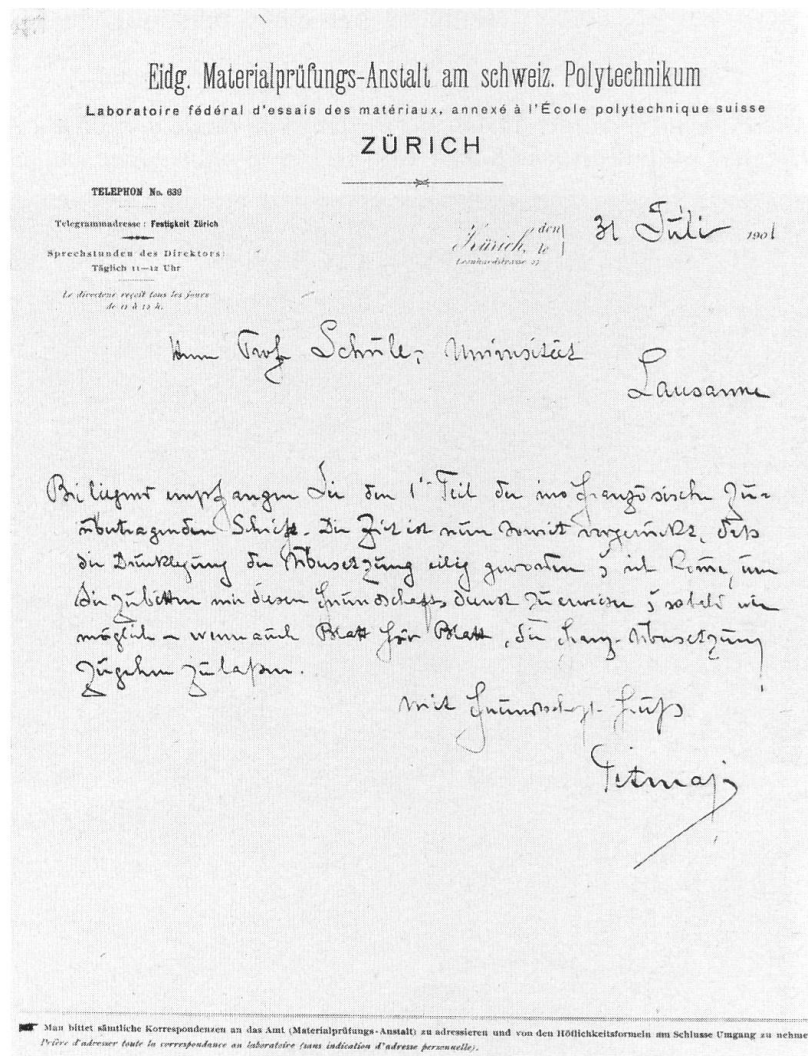 Eidg. Materialprüfungs-Anstalt am schweiz. Polytechnikum
Laboratoire fédéral d'essais des matériaux, annexé à l'École polytechnique suisse
ZÜRICH
TELEPHON No. 639
Telegrammadresse: Festigkeit Zürich
Sprechstunden des Direktors:
Täglich 11—12 Uhr
Le directeur reçoit tous les jours
de 11 à 12 h.
Zürich, den / le 31 Juli 1901
Leonhardstrasse 27
Herrn Prof. Schüle, Universität
Lausanne
Beiliegend empfangen Sie den 1. Teil der ins Französische zu=
übertragenden Schrift. Die Zeit ist nun soweit vorgerückt, daß
die Drucklegung der Übersetzung eilig geworden & ich komme, um
Sie zu bitten mir diesen Freundschaftsdienst zu erweisen & sobald wie
möglich – wenn auch Blatt für Blatt, die franz. Übersetzung
zugehen zu laßen.
Mit freundschaftl. Gruß
Tetmajer
Man bittet sämtliche Korrespondenzen an das Amt (Materialprüfungs-Anstalt) zu adressieren und von den Höflichkeitsformeln am Schlusse Umgang zu nehme
Prière d'adresser toute la correspondance au laboratoire (sans indication d'adresse personnelle).